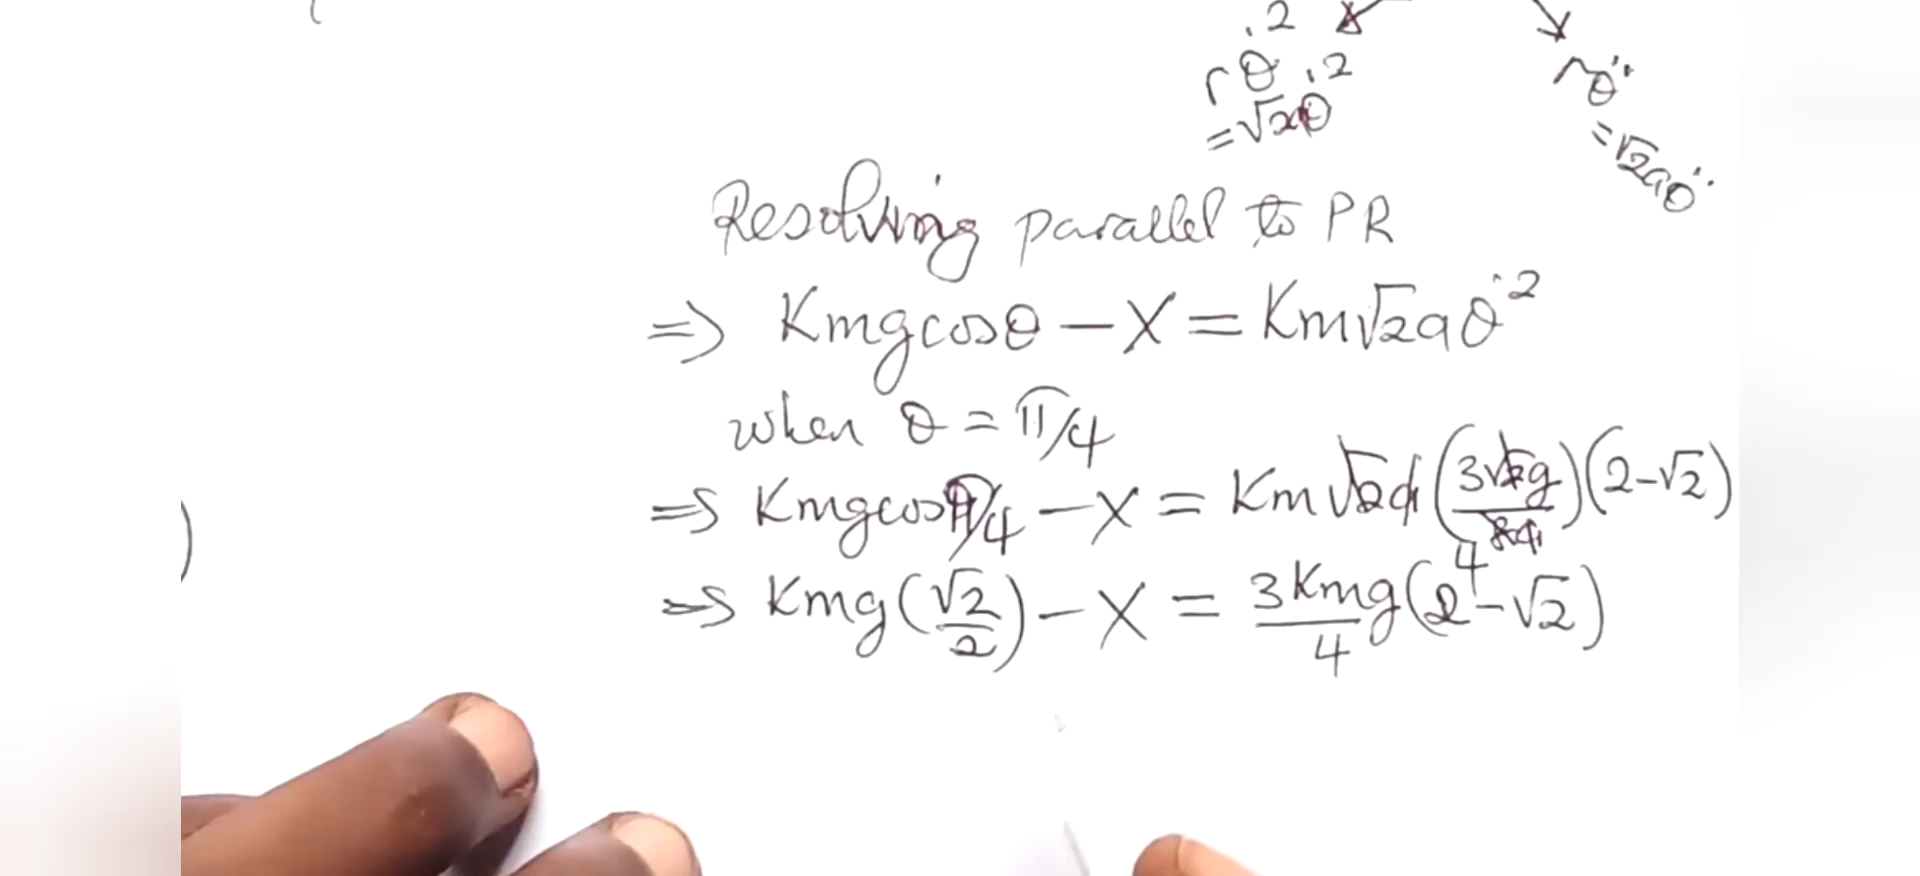 rθ̇²
= √2aθ̇²
rθ̈
= √2aθ̈
Resolving parallel to PR
⇒ Kmgcosθ – X = Km√2aθ̇²
when θ = π/4
⇒ Kmgcosπ/4 – X = Km√2a(3√2g/8a)(2-√2)
4
⇒ Kmg(√2/2) – X = 3Kmg/4(2-√2)